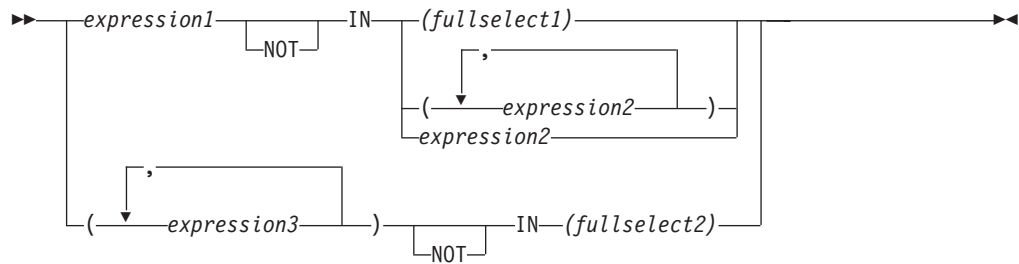 expression1 IN (fullselect1)
NOT
,
( expression2 )
expression2
,
( expression3 ) IN (fullselect2)
NOT